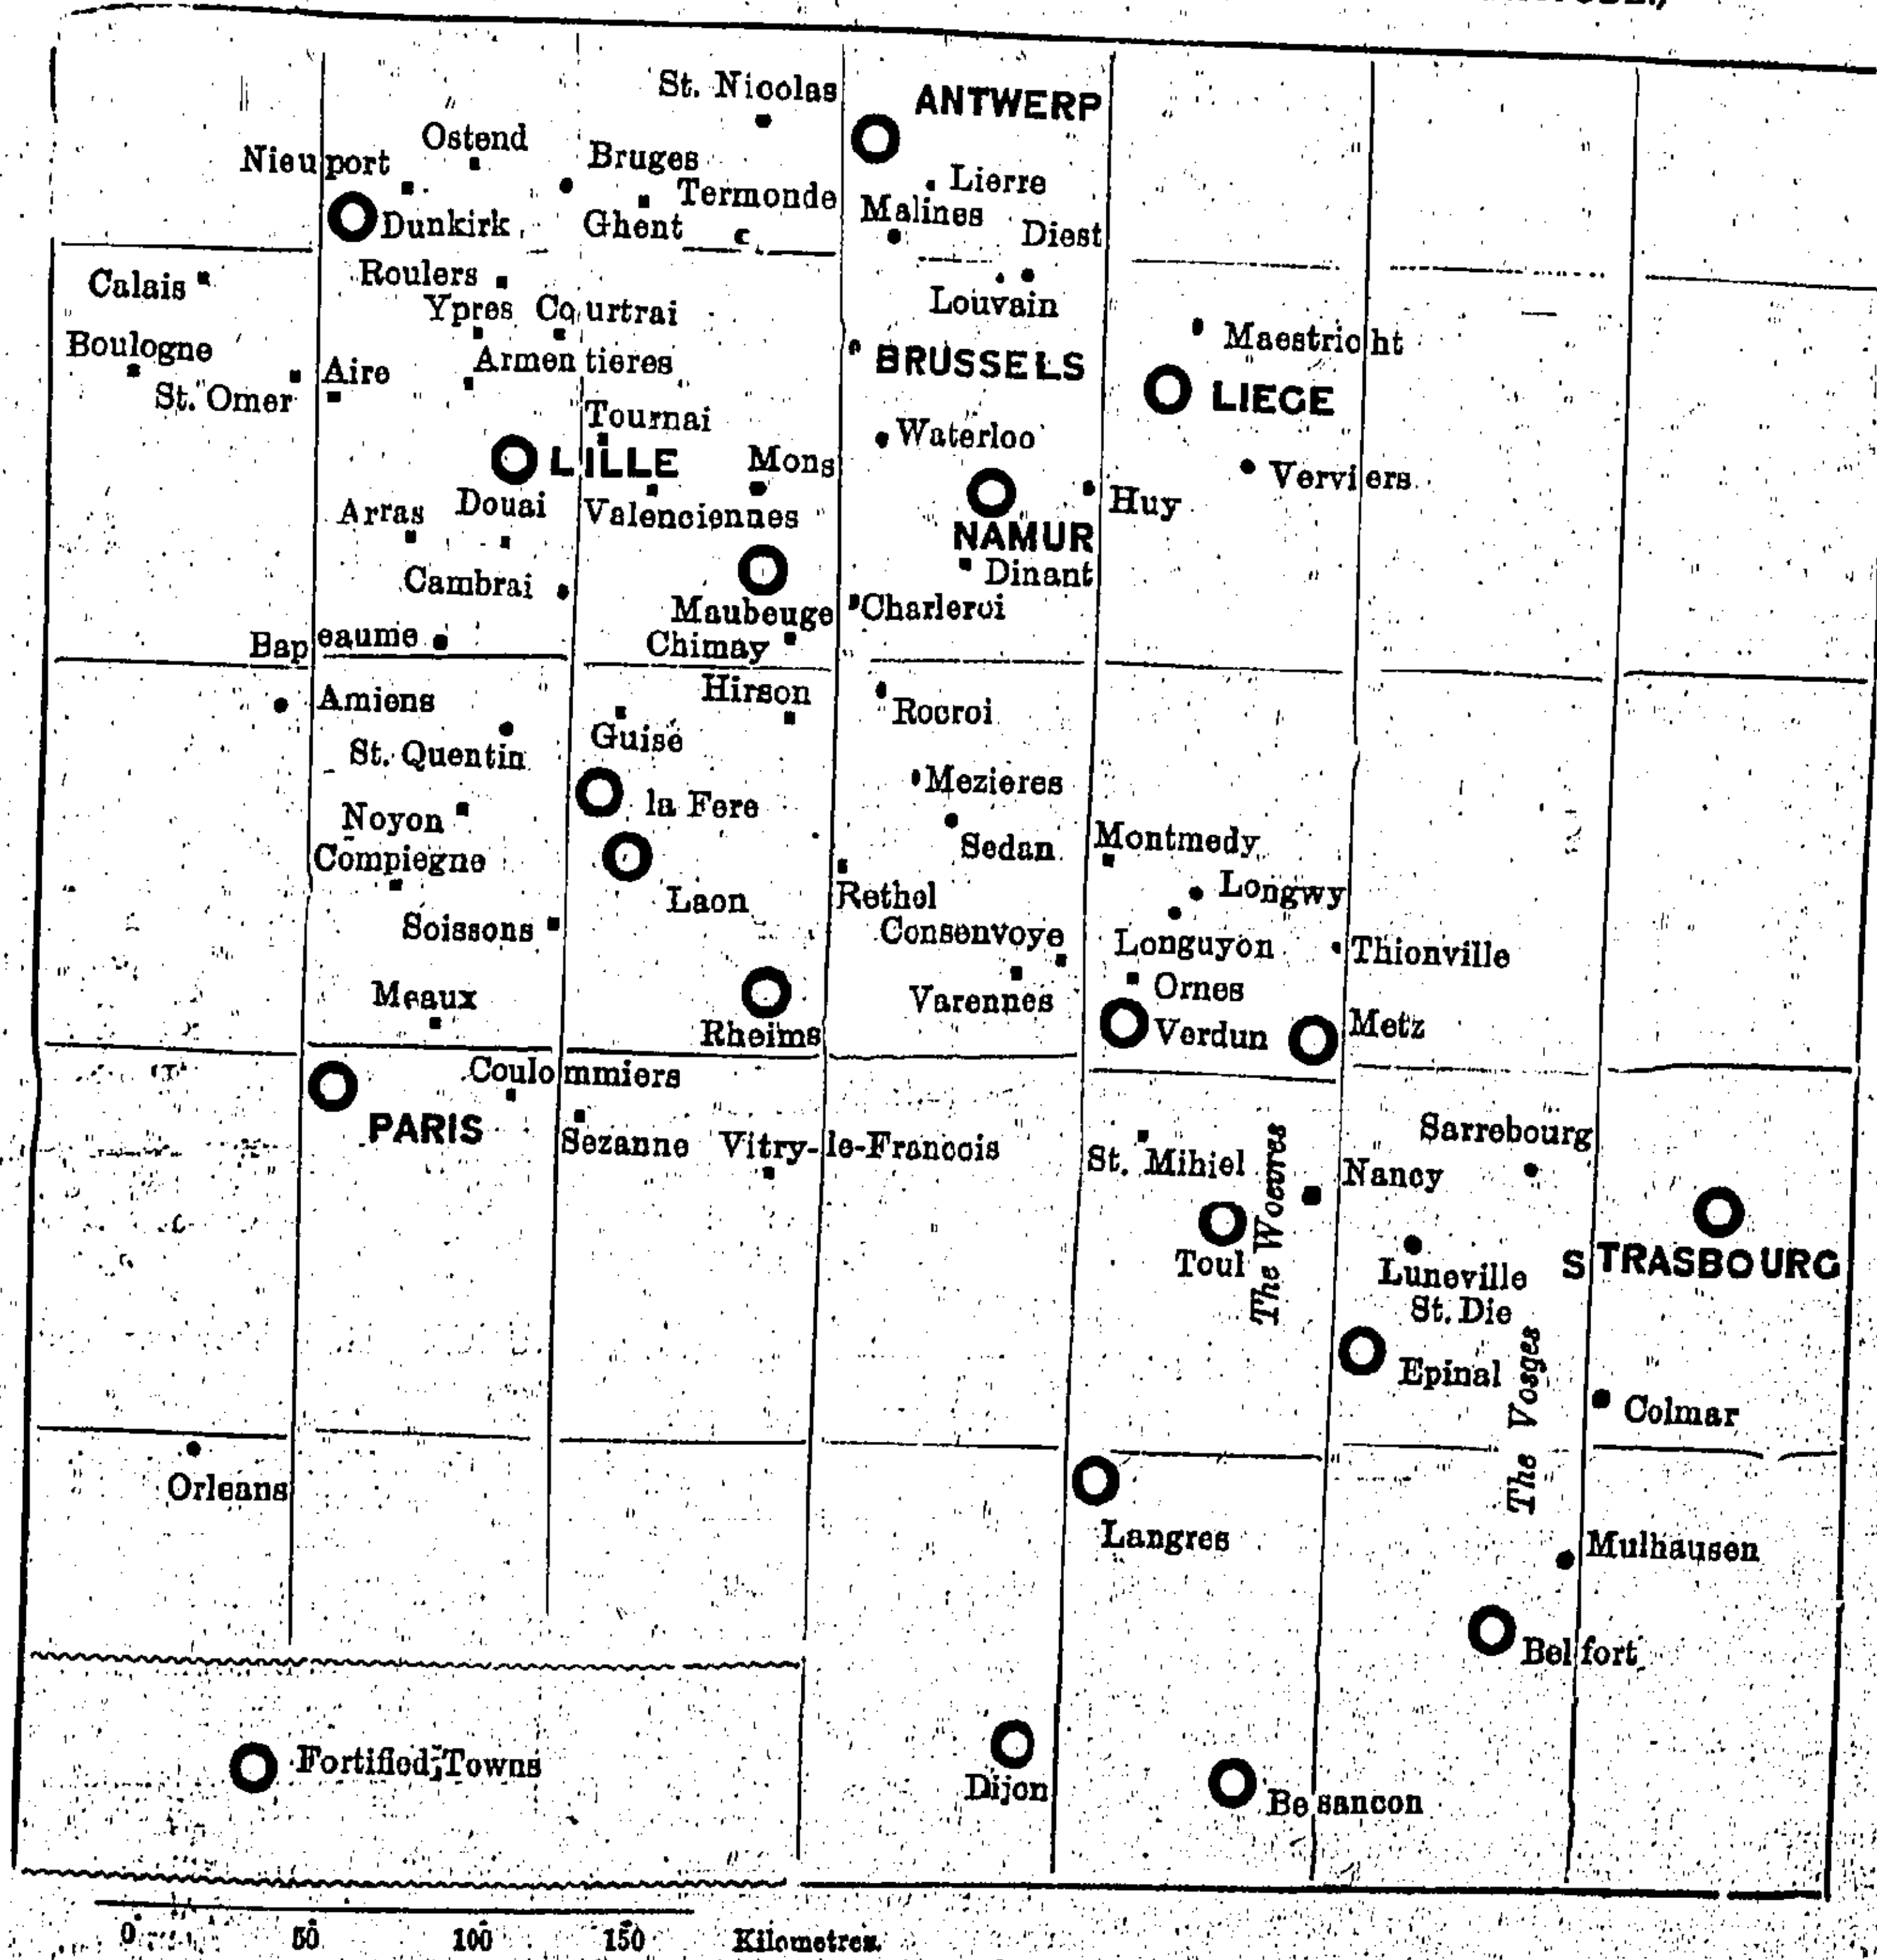 St. Nicolas
ANTWERP
Ostend
Nieuport
Bruges
Lierre
Termonde
Malines
Dunkirk
Ghent
Diest
Calais
Roulers
Ypres
Courtrai
Louvain
Maestricht
Boulogne
Armentieres
BRUSSELS
Aire
St. Omer
LIEGE
Tournai
Waterloo
LILLE
Mons
Verviers
Arras
Douai
Valenciennes
Huy
NAMUR
Dinant
Cambrai
Maubeuge
Charleroi
Bapeaume
Chimay
Amiens
Hirson
Rocroi
St. Quentin
Guise
Mezieres
la Fere
Noyon
Sedan
Montmedy
Compiegne
Laon
Rethel
Longwy
Soissons
Consenvoye
Longuyon
Thionville
Meaux
Varennes
Ornes
Rheims
Verdun
Metz
Coulommiers
PARIS
Sezanne
Vitry-le-Francois
St. Mihiel
The Woevres
Sarrebourg
Nancy
Toul
Luneville
STRASBOURG
St. Die
Epinal
The Vosges
Colmar
Orleans
Langres
Mulhausen
Belfort
Fortified Towns
Dijon
Besancon
0 50 100 150 Kilometres.